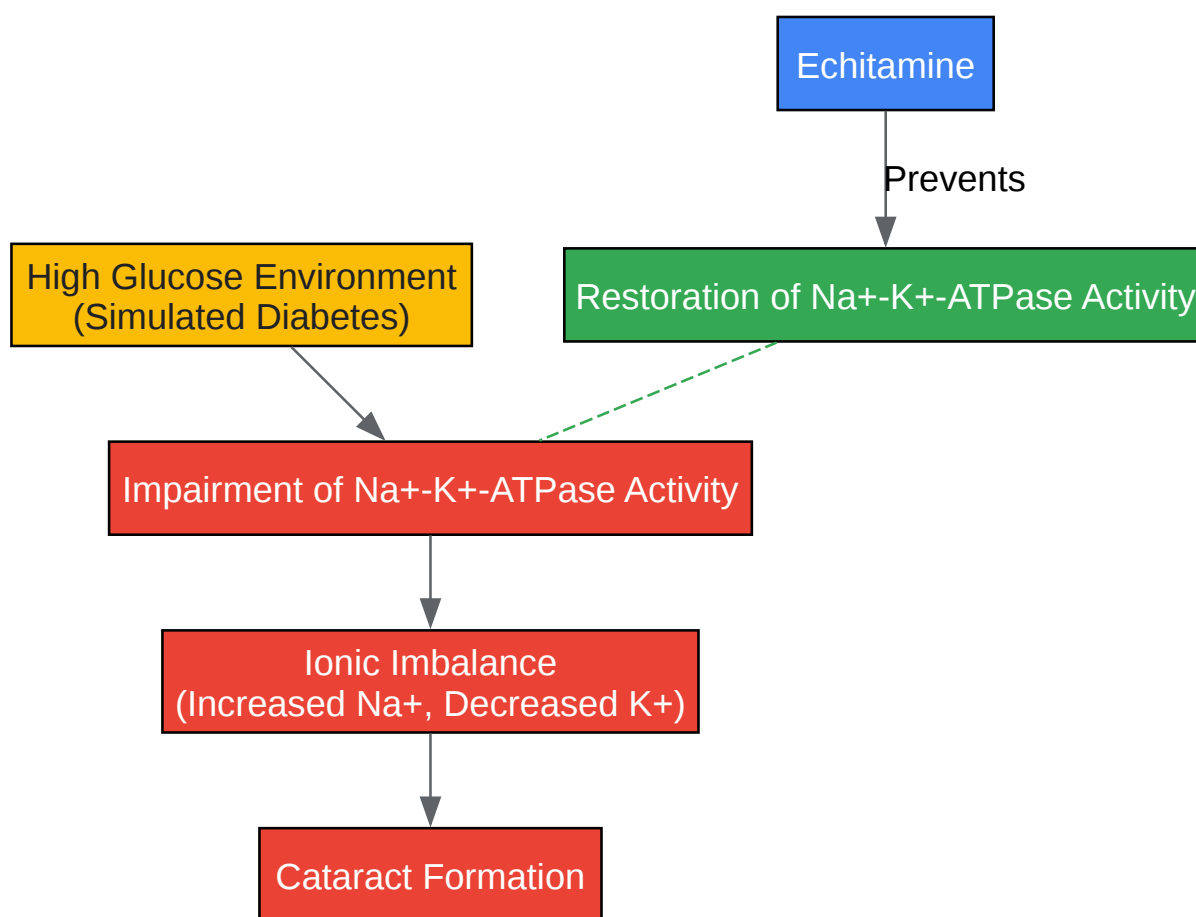 Echitamine
Prevents
High Glucose Environment
(Simulated Diabetes)
Restoration of Na+-K+-ATPase Activity
Impairment of Na+-K+-ATPase Activity
Ionic Imbalance
(Increased Na+, Decreased K+)
Cataract Formation